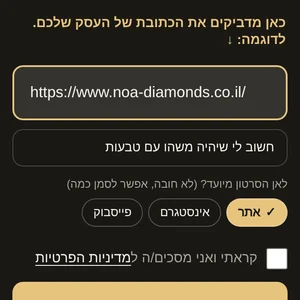 כאן מדביקים את הכתובת של העסק שלכם.
לדוגמה: ↓
https://www.noa-diamonds.co.il/
חשוב לי שיהיה משהו עם טבעות
לאן הסרטון מיועד? (לא חובה, אפשר לסמן כמה)
✓ אתר
אינסטגרם
פייסבוק
קראתי ואני מסכים/ה למדיניות הפרטיות